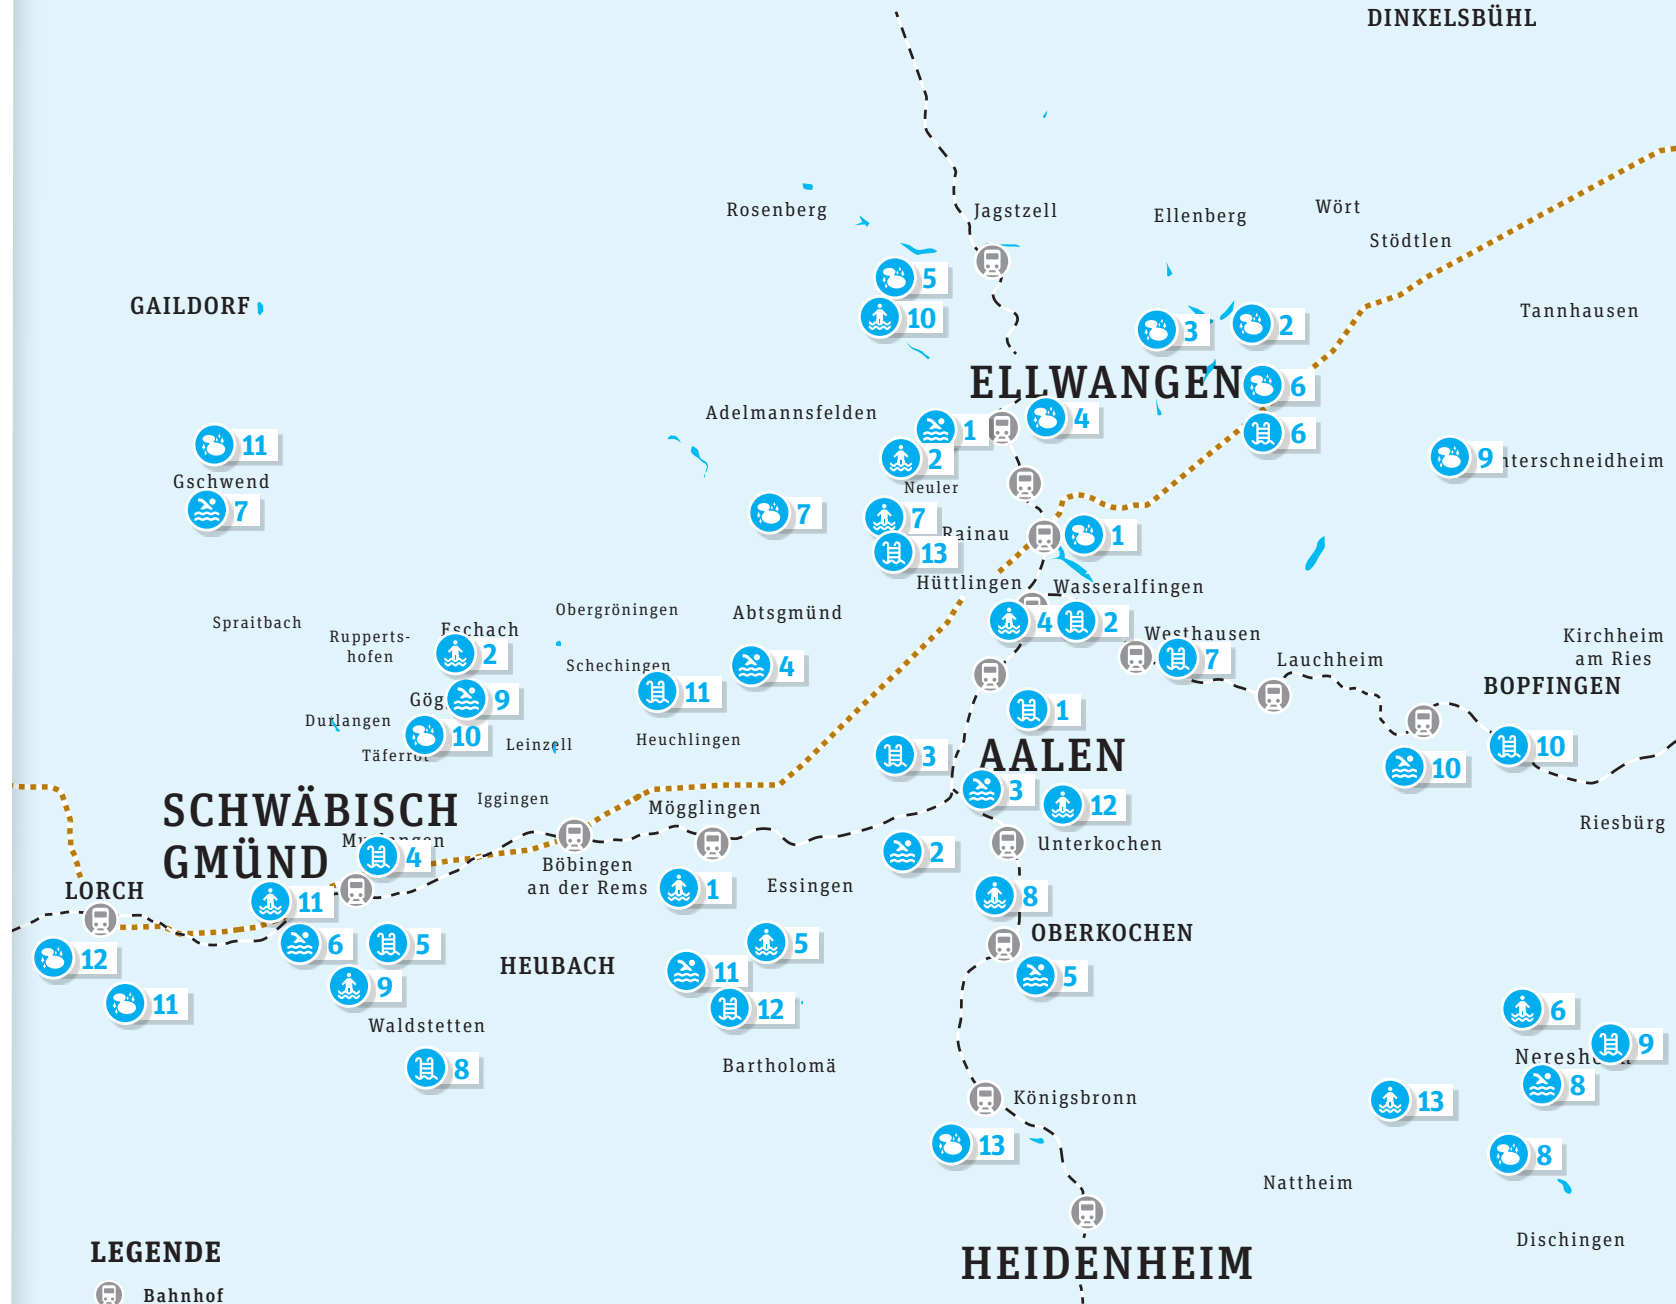 DINKELSBÜHL
Rosenberg
Jagstzell
Ellenberg
Wört
Stödtlen
5
GAILDORF
10
3
2
Tannhausen
ELLWANGEN
6
Adelmannsfelden
4
1
6
11
2
9
nterschneidheim
Gschwend
Neuler
7
7
7
Rainau
1
13
Hüttlingen
Wasseralfingen
Obergröningen
Abtsgmünd
Spraitbach
Ruppertshofen
Eschach
4
2
Westhausen
Kirchheim
am Ries
2
Schechingen
4
7
Lauchheim
BOPFINGEN
Gög
9
11
1
Durlangen
10
Leinzell
Heuchlingen
Täferrot
3
AALEN
10
10
SCHWÄBISCH
GMÜND
Iggingen
Mögglingen
3
12
Riesbürg
4
2
Unterkochen
Böbingen
an der Rems
1
Essingen
LORCH
11
8
12
6
5
HEUBACH
5
OBERKOCHEN
11
9
11
12
5
6
Waldstetten
9
8
Bartholomä
8
Königsbronn
13
13
8
Nattheim
Dischingen
HEIDENHEIM
LEGENDE
Bahnhof